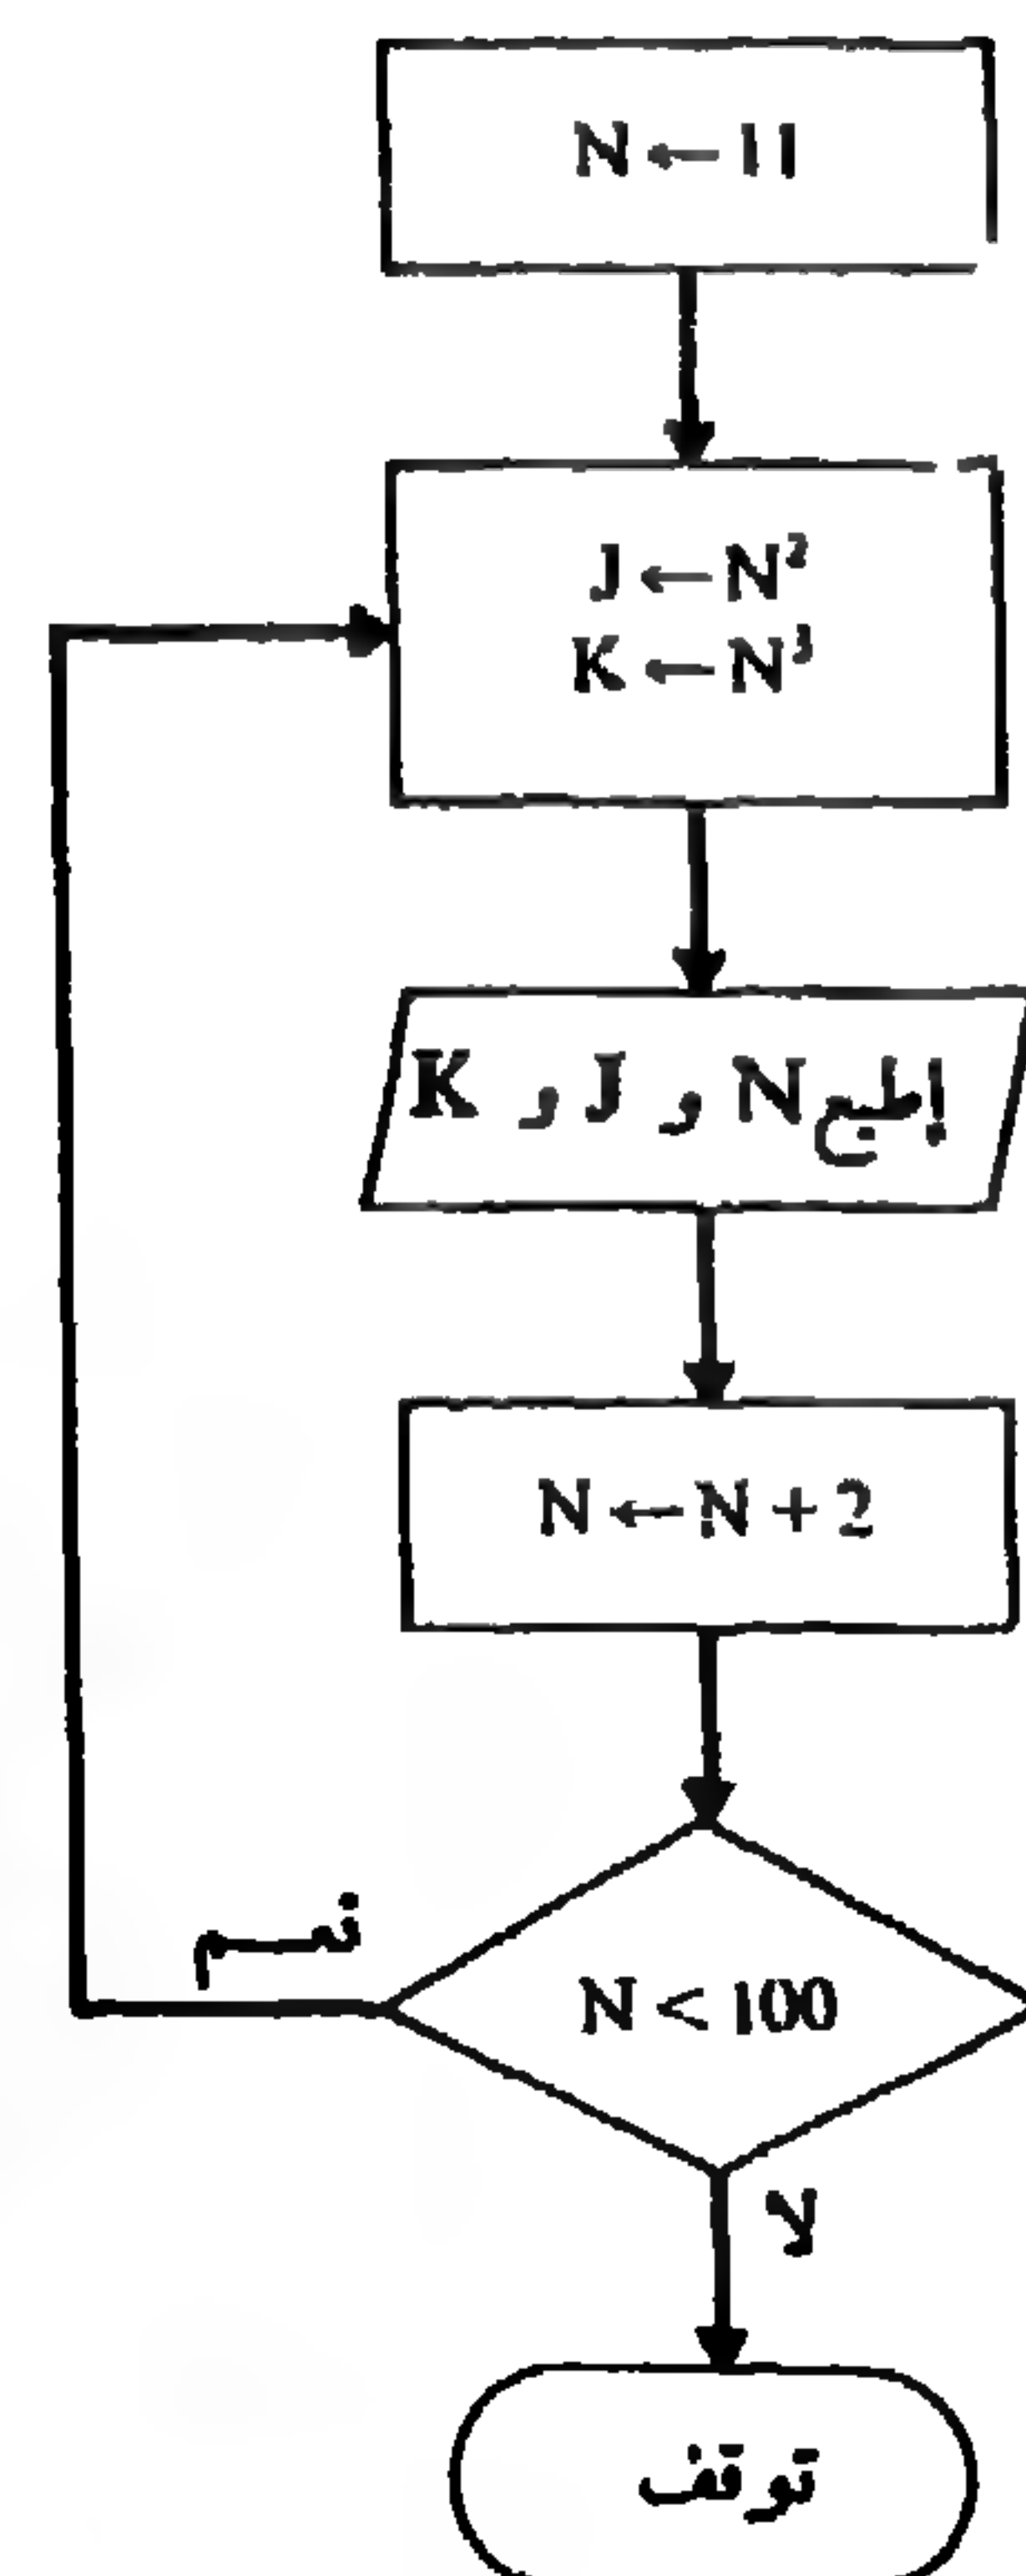 N ← 11
J ← N²
K ← N³
إطبع N و J و K
N ← N + 2
نعم
N < 100
لا
توقف